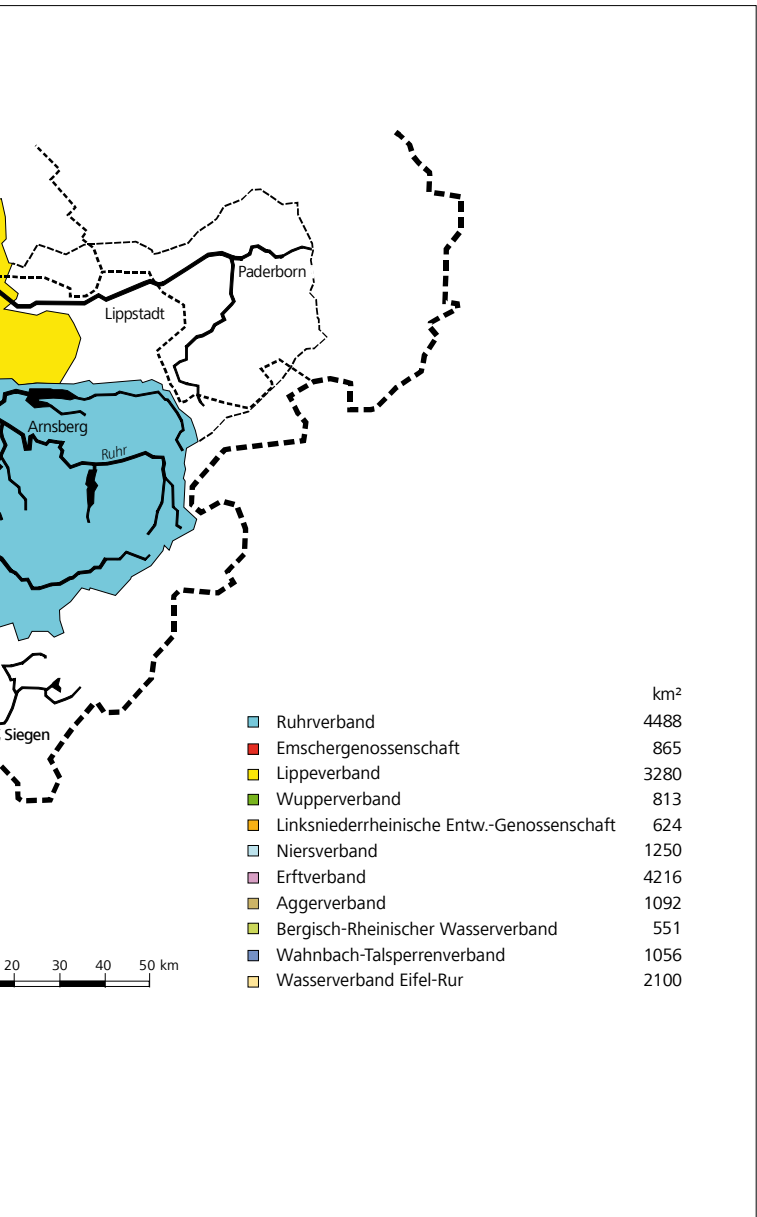 Paderborn
Lippstadt
Arnsberg
Ruhr
Siegen
km²
Ruhrverband 4488
Emschergenossenschaft 865
Lippeverband 3280
Wupperverband 813
Linksniederrheinische Entw.-Genossenschaft 624
Niersverband 1250
Erftverband 4216
Aggerverband 1092
Bergisch-Rheinischer Wasserverband 551
Wahnbach-Talsperrenverband 1056
Wasserverband Eifel-Rur 2100
20 30 40 50 km